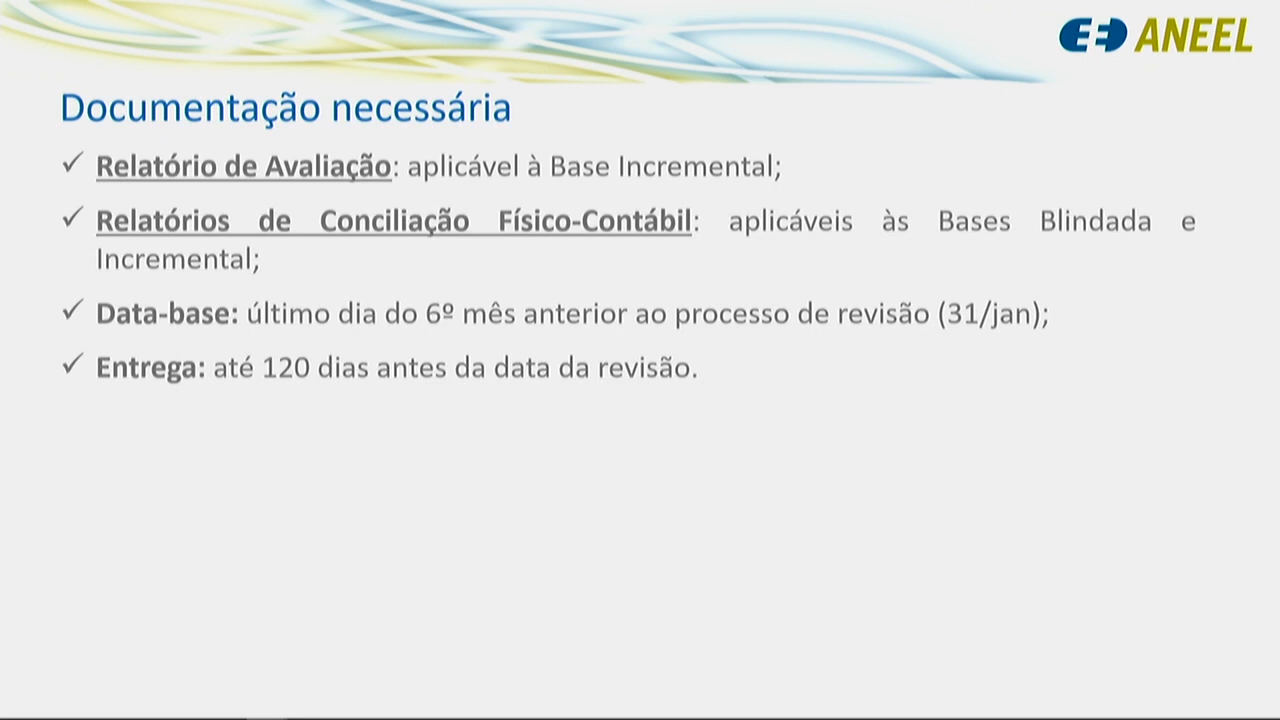 ANEEL
Documentação necessária
✓ Relatório de Avaliação: aplicável à Base Incremental;
✓ Relatórios de Conciliação Físico-Contábil: aplicáveis às Bases Blindada e
Incremental;
✓ Data-base: último dia do 6º mês anterior ao processo de revisão (31/jan);
✓ Entrega: até 120 dias antes da data da revisão.